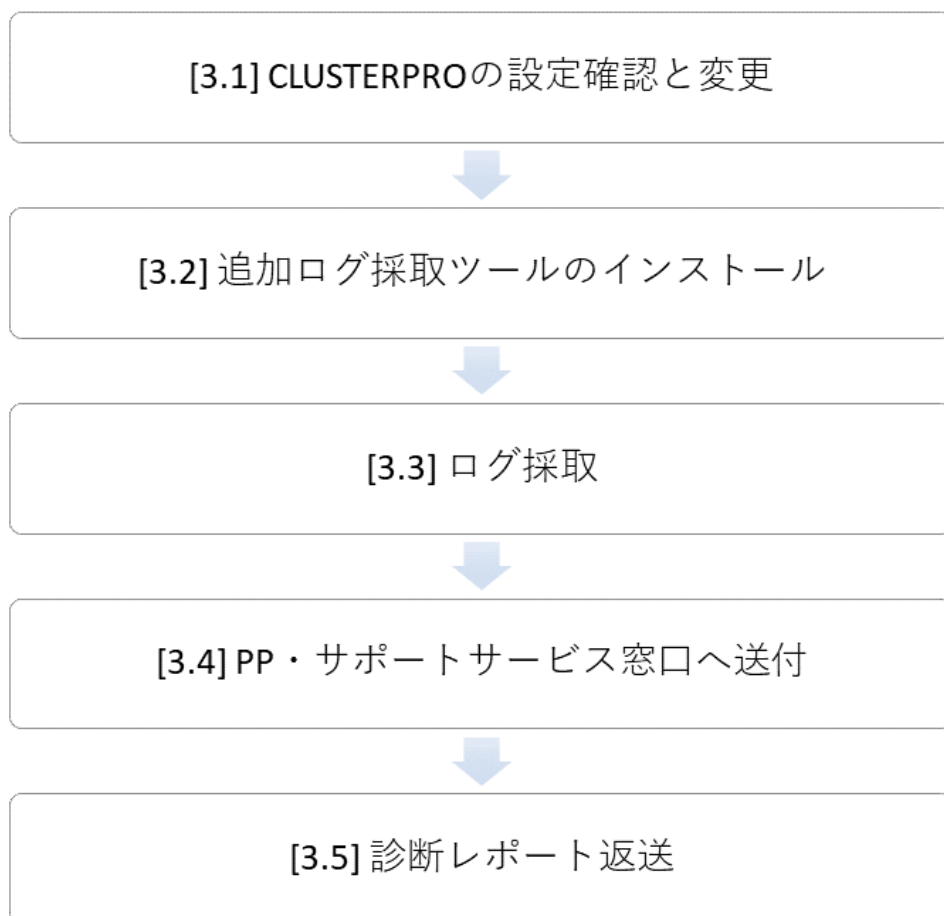 [3.1] CLUSTERPROの設定確認と変更
[3.2] 追加ログ採取ツールのインストール
[3.3] ログ採取
[3.4] PP・サポートサービス窓口へ送付
[3.5] 診断レポート返送